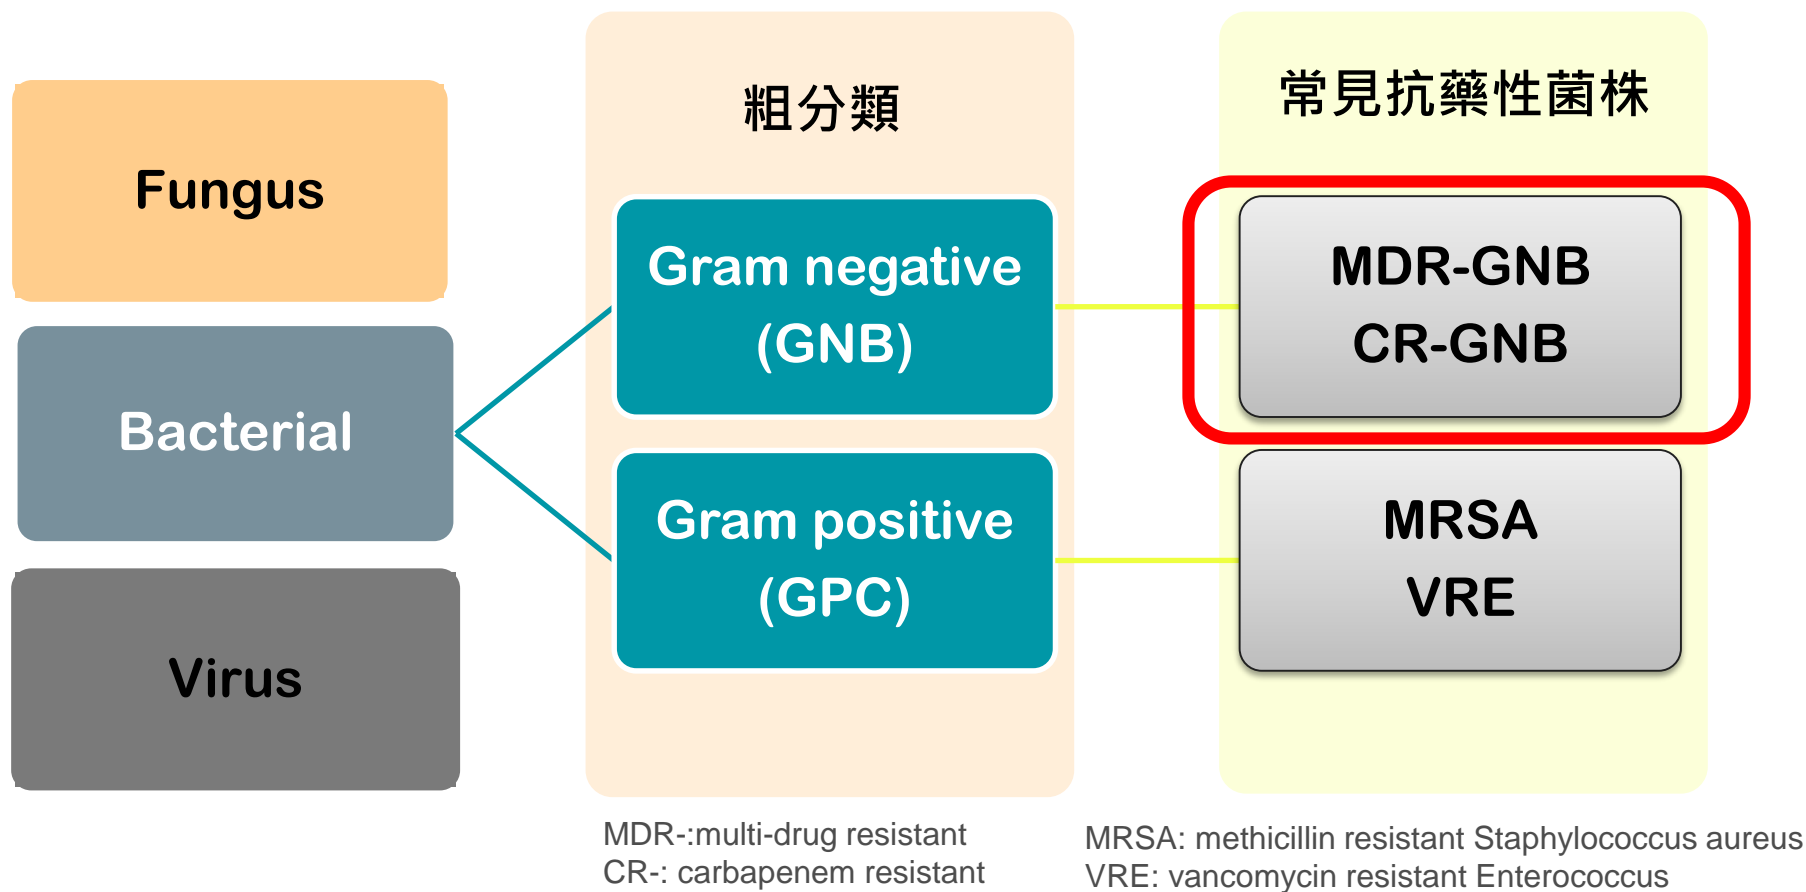 Fungus
Bacterial
Virus
粗分類
Gram negative
(GNB)
Gram positive
(GPC)
常見抗藥性菌株
MDR-GNB
CR-GNB
MRSA
VRE
MDR-:multi-drug resistant
CR-: carbapenem resistant
MRSA: methicillin resistant Staphylococcus aureus
VRE: vancomycin resistant Enterococcus